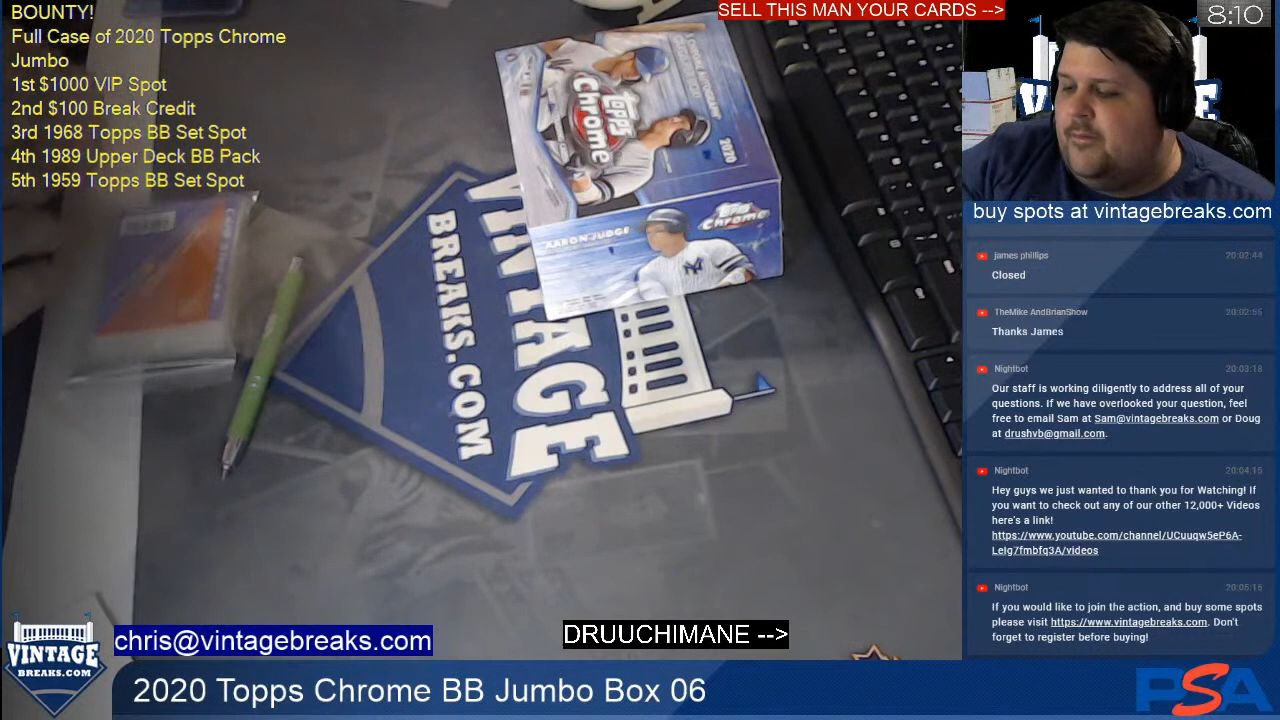 BOUNTY!
Full Case of 2020 Topps Chrome
Jumbo
1st $1000 VIP Spot
2nd $100 Break Credit
3rd 1968 Topps BB Set Spot
4th 1989 Upper Deck BB Pack
5th 1959 Topps BB Set Spot
SELL THIS MAN YOUR CARDS -->
8:10
topps
Chrome
2020
AARON JUDGE
topps
Chrome
VINTAGE
BREAKS.COM
buy spots at vintagebreaks.com
james phillips 20:02:44
Closed
TheMike AndBrianShow
Thanks James
Nightbot 20:03:18
Our staff is working diligently to address all of your
questions. If we have overlooked your question, feel
free to email Sam at Sam@vintagebreaks.com or Doug
at drushvb@gmail.com.
Nightbot 20:04:15
Hey guys we just wanted to thank you for Watching! If
you want to check out any of our other 12,000+ Videos
here's a link!
https://www.youtube.com/channel/UCuuqw5eP6A-
LeIg7fmbfq3A/videos
Nightbot 20:05:16
If you would like to join the action, and buy some spots
please visit https://www.vintagebreaks.com. Don't
forget to register before buying!
chris@vintagebreaks.com
DRUUCHIMANE -->
VINTAGE
BREAKS.COM
2020 Topps Chrome BB Jumbo Box 06
PSA